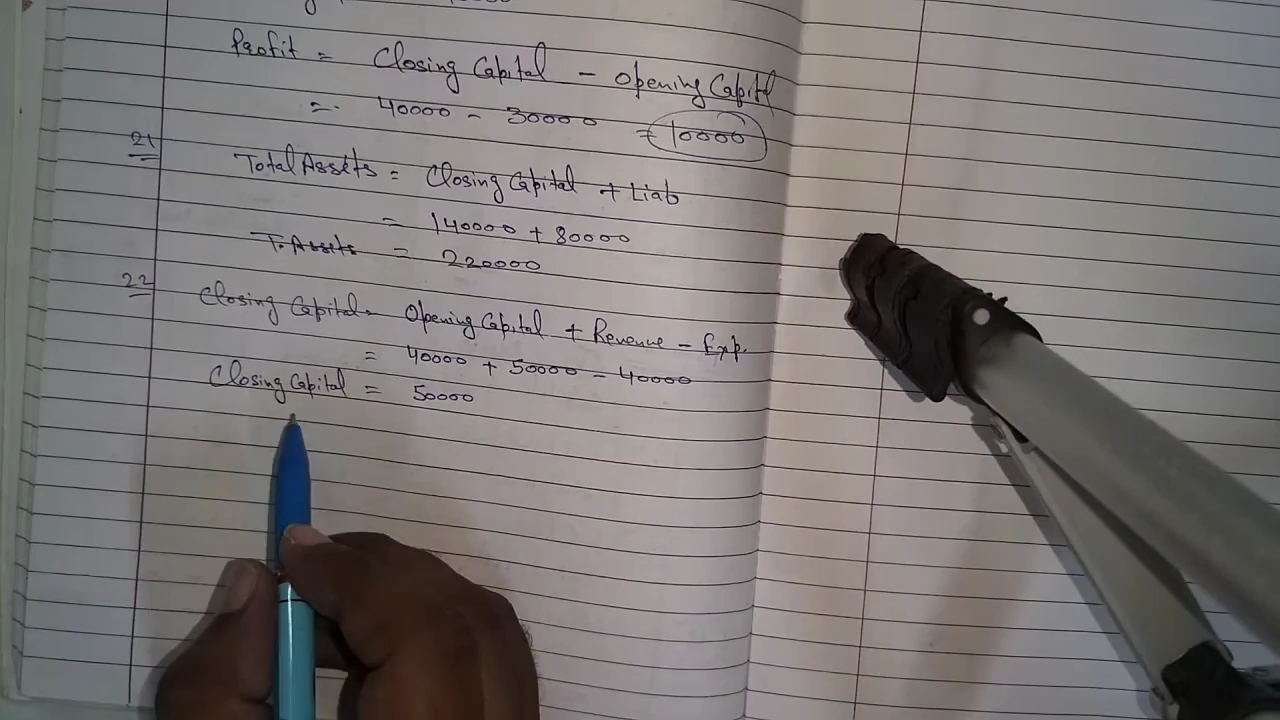 Profit = Closing Capital - Opening Capitl
= 40000 - 30000 = 10000
21
Total Assets = Closing Capital + Liab
= 140000 + 80000
T. Assets = 220000
22
Closing Capital = Opening Capital + Revenue - Exp.
= 40000 + 50000 - 40000
Closing Capital = 50000